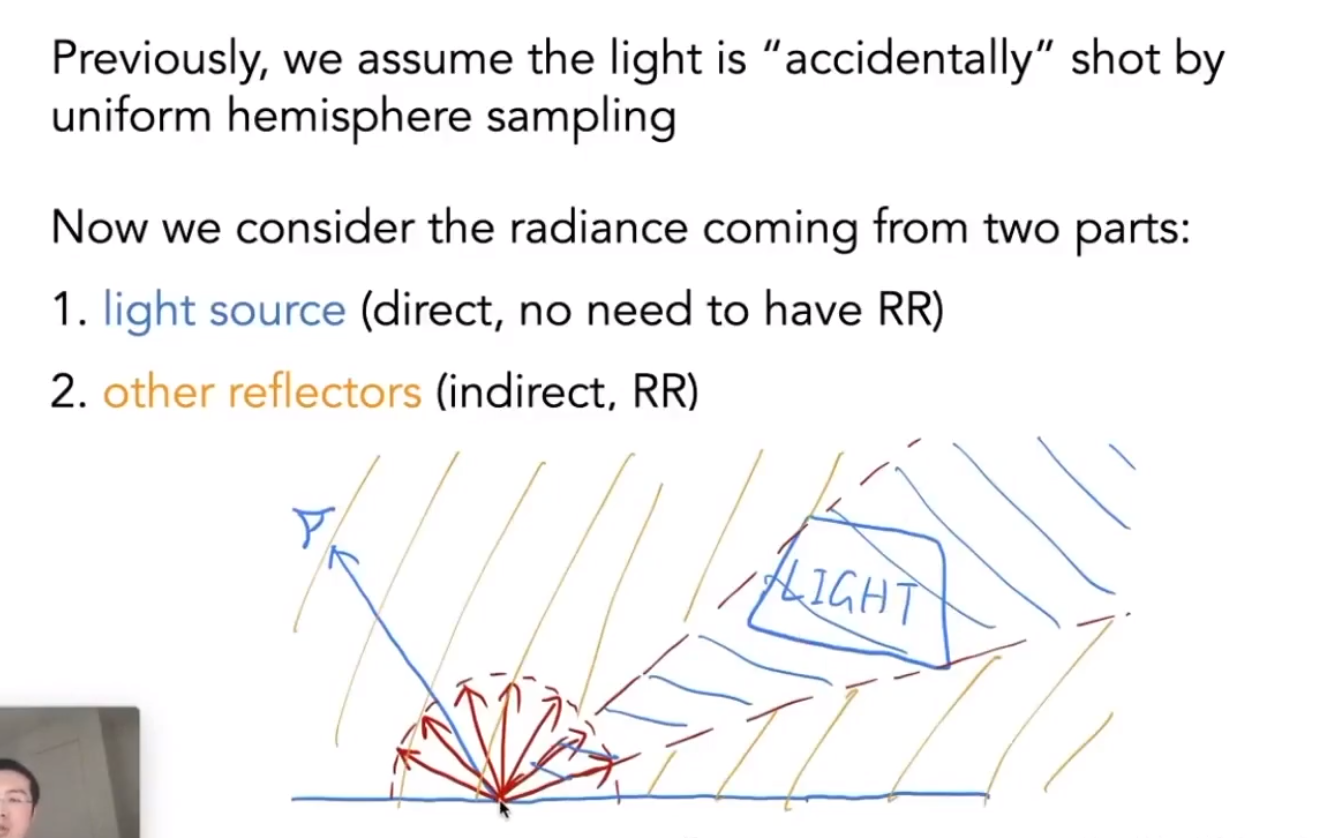 Previously, we assume the light is “accidentally” shot by
uniform hemisphere sampling
Now we consider the radiance coming from two parts:
1. light source (direct, no need to have RR)
2. other reflectors (indirect, RR)
LIGHT